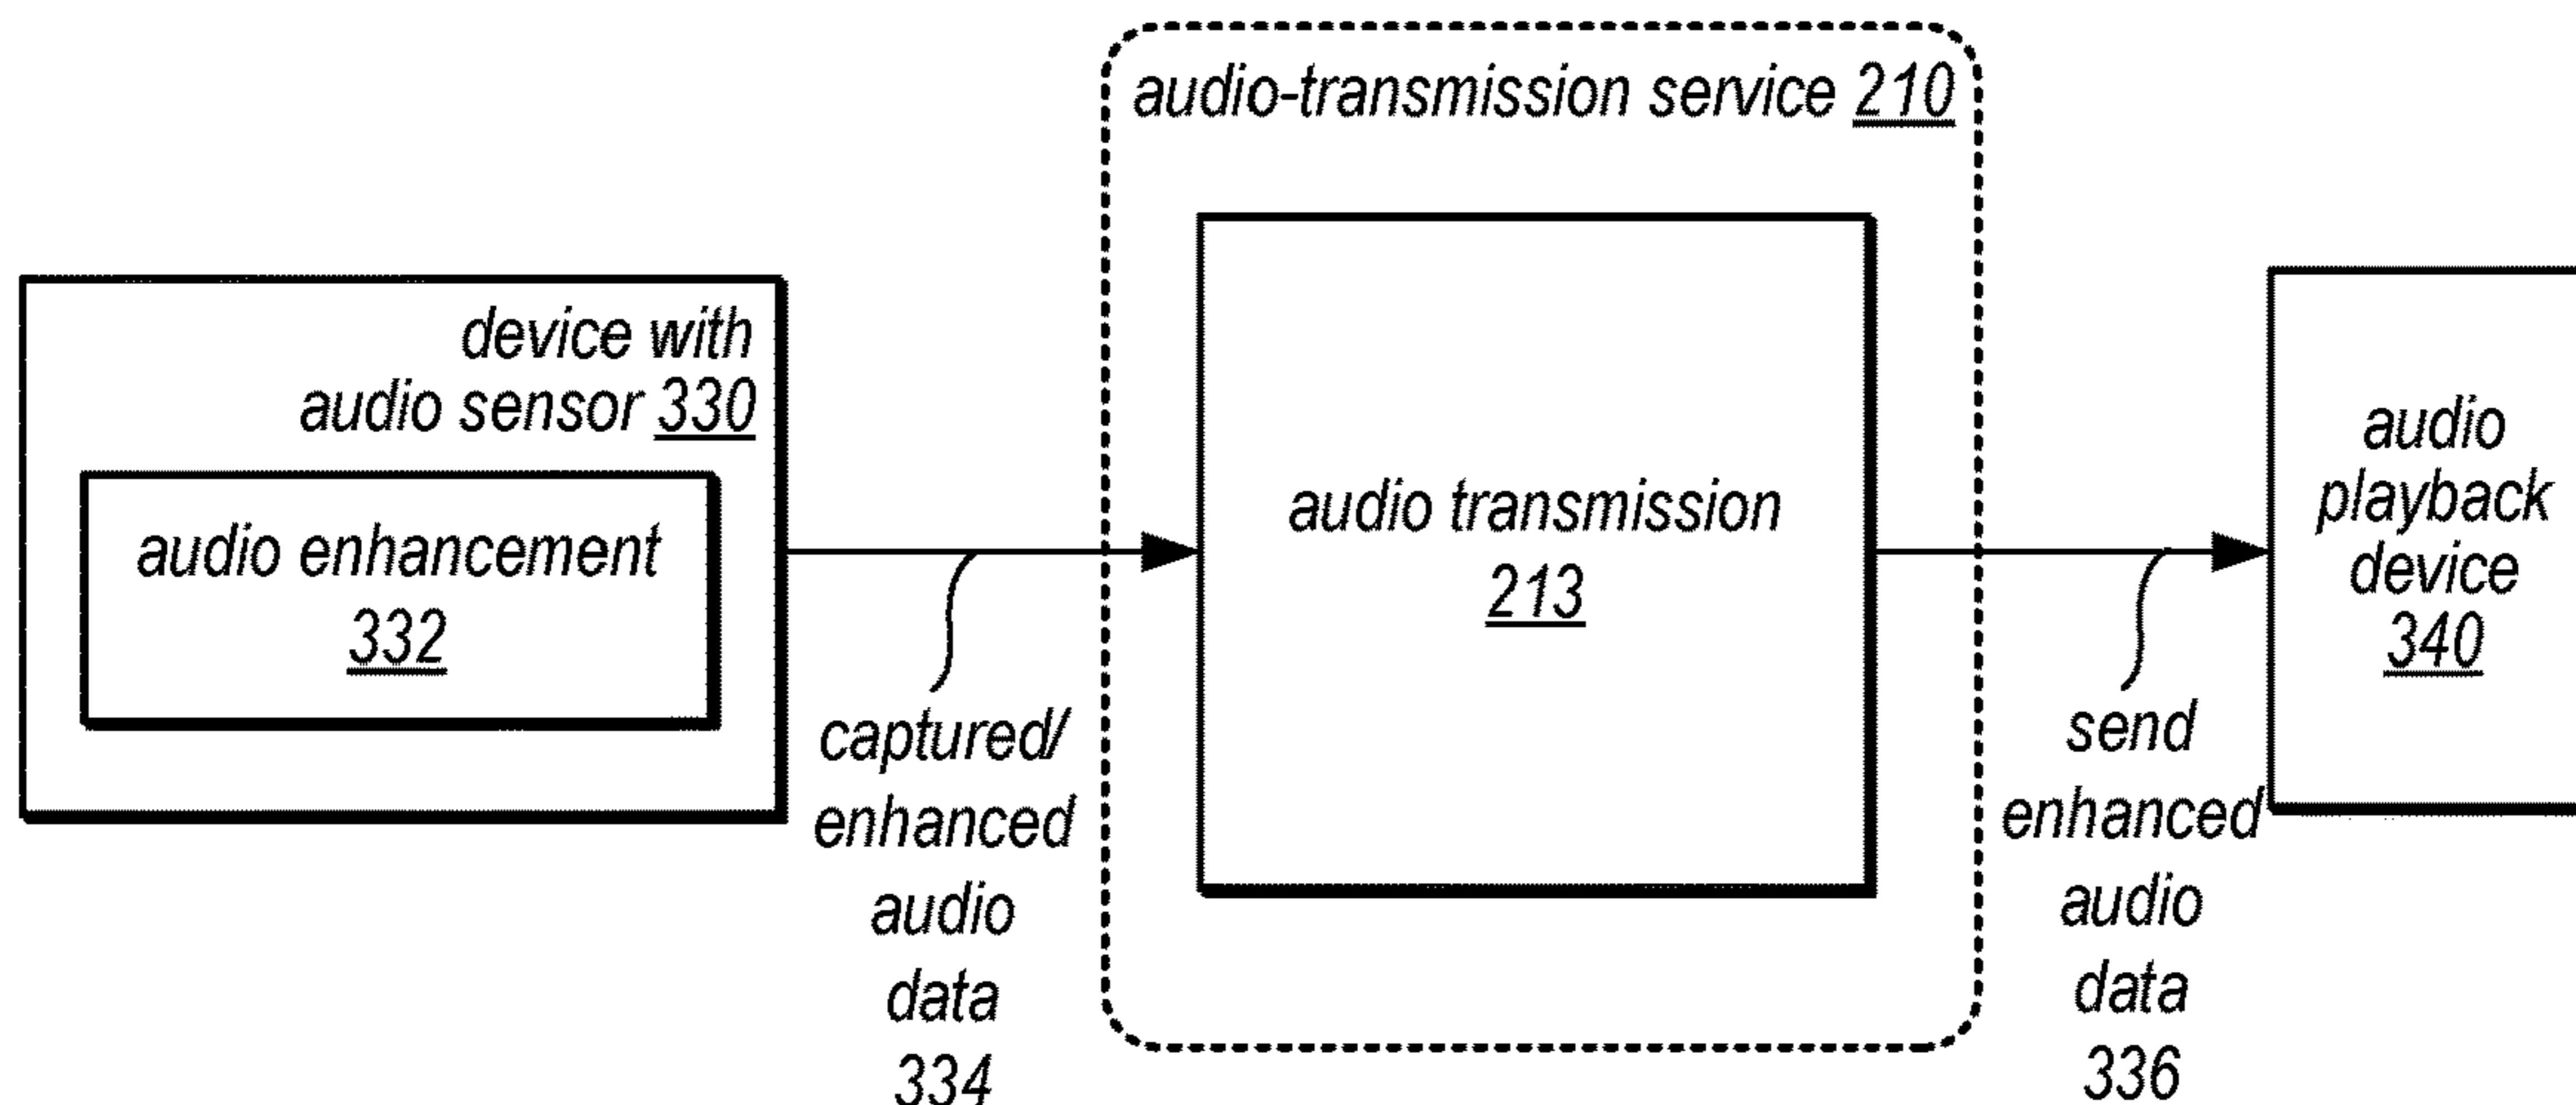 audio-transmission service 210
device with
audio sensor 330
audio enhancement
332
captured/
enhanced
audio
data
334
audio transmission
213
send
enhanced
audio
data
336
audio
playback
device
340